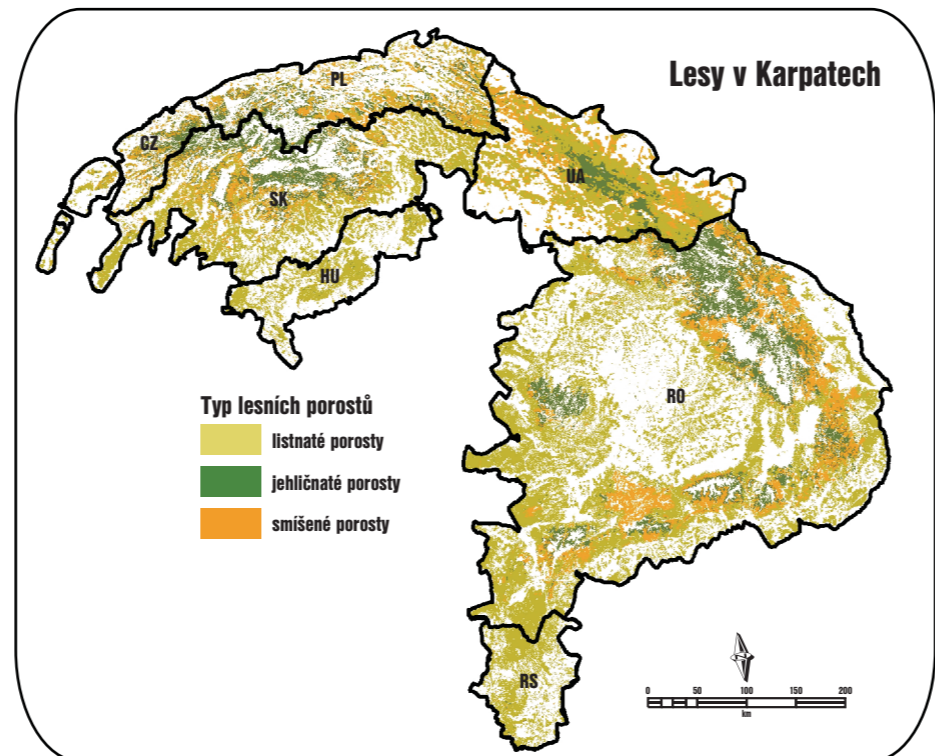 Lesy v Karpatech
PL
CZ
UA
SK
HU
RO
Typ lesních porostů
listnaté porosty
jehličnaté porosty
smíšené porosty
RS
0 50 100 150 200
km